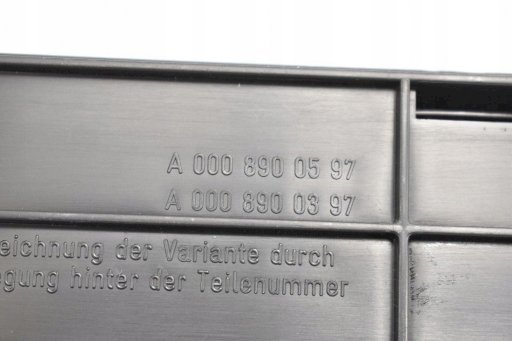 A 000 890 05 97
A 000 890 03 97
eichnung der Variante durch
gung hinter der Teilenummer